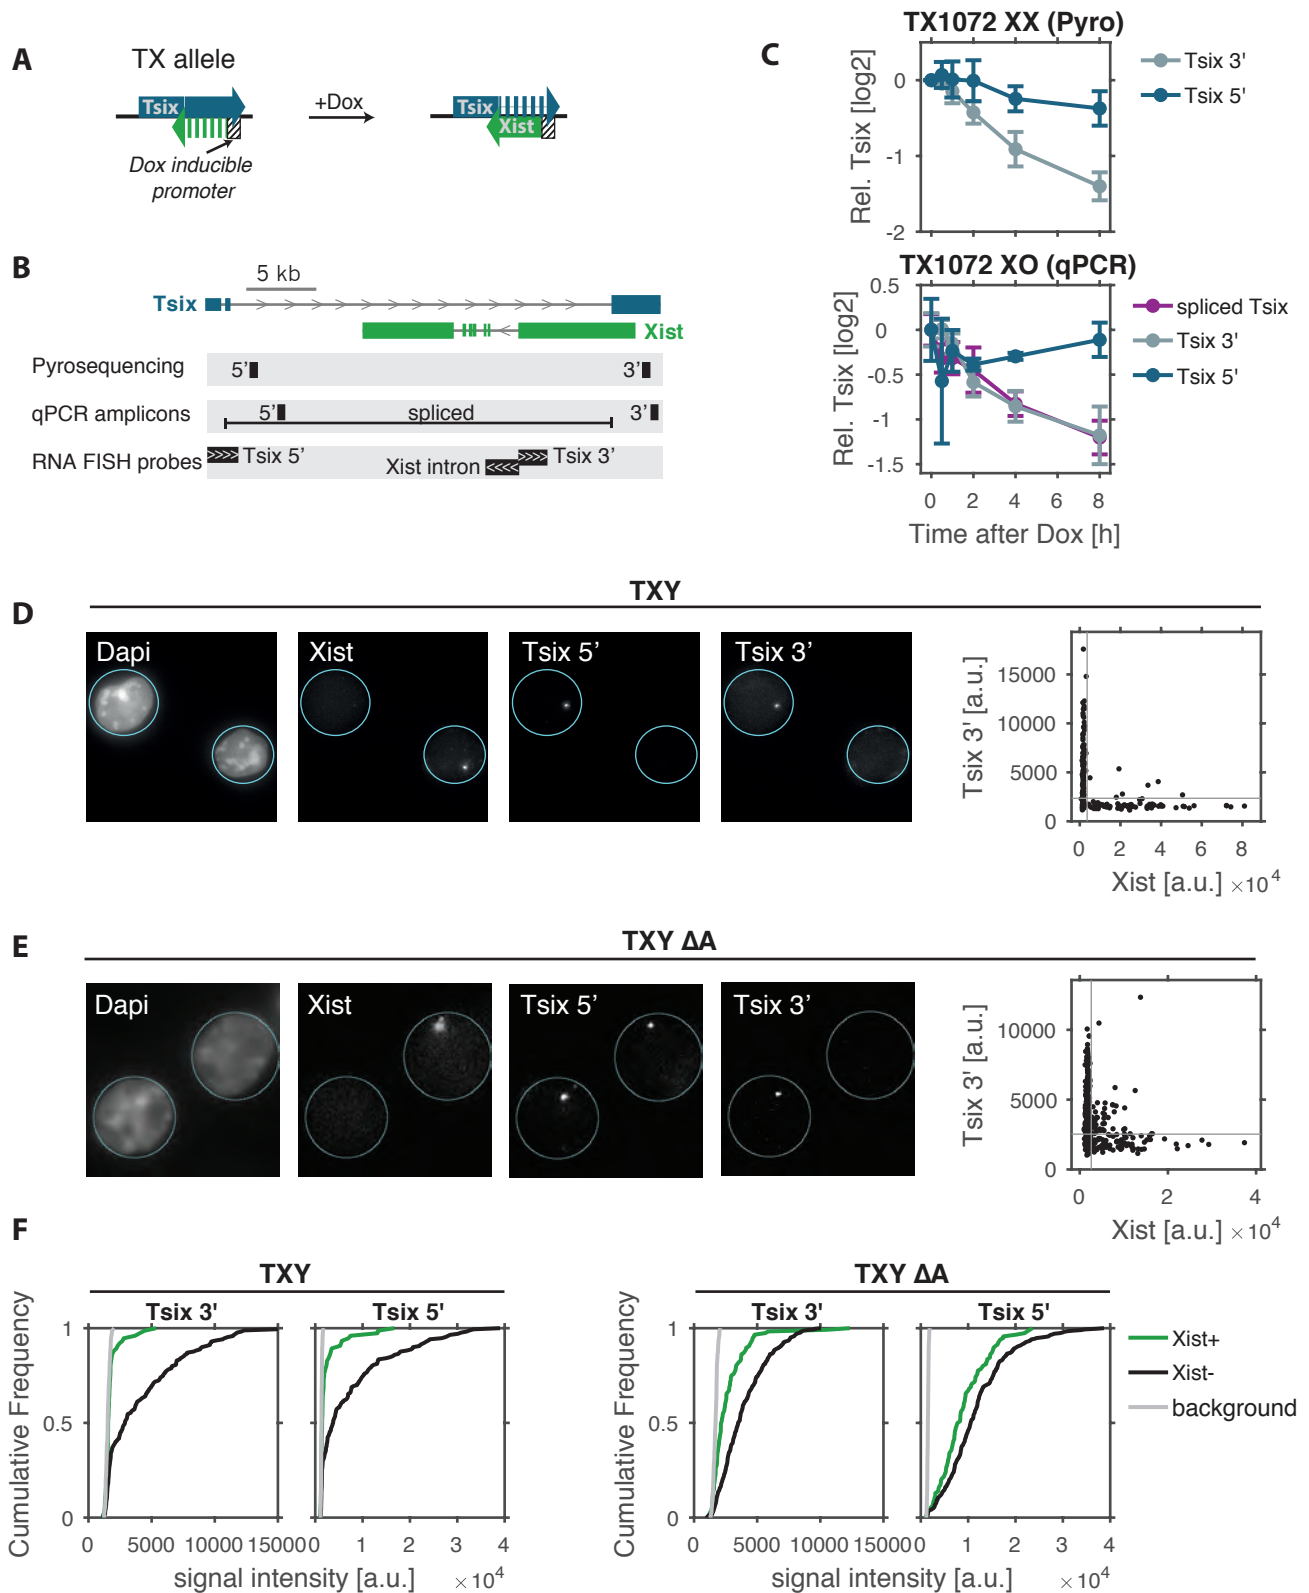 A
TX allele
Tsix
+Dox
Tsix
Xist
Dox inducible
promoter
B
5 kb
Tsix
Xist
Pyrosequencing
5'
3'
qPCR amplicons
5'
spliced
3'
RNA FISH probes
Tsix 5'
Xist intron
Tsix 3'
C
TX1072 XX (Pyro)
Rel. Tsix [log2]
0
-1
-2
Tsix 3'
Tsix 5'
TX1072 XO (qPCR)
Rel. Tsix [log2]
0.5
0
-0.5
-1
-1.5
0 2 4 6 8
Time after Dox [h]
spliced Tsix
Tsix 3'
Tsix 5'
D
TXY
Dapi
Xist
Tsix 5'
Tsix 3'
Tsix 3' [a.u.]
15000
10000
5000
0
0 2 4 6 8
Xist [a.u.] ×10^4
E
TXY ΔA
Dapi
Xist
Tsix 5'
Tsix 3'
Tsix 3' [a.u.]
10000
5000
0
0 2 4
Xist [a.u.] ×10^4
F
TXY
Tsix 3'
Tsix 5'
Cumulative Frequency
1
0.5
0
0 5000 10000 15000
0 1 2 3 4
signal intensity [a.u.] ×10^4
TXY ΔA
Tsix 3'
Tsix 5'
Cumulative Frequency
1
0.5
0
0 5000 10000 15000
0 1 2 3 4
signal intensity [a.u.] ×10^4
Xist+
Xist-
background